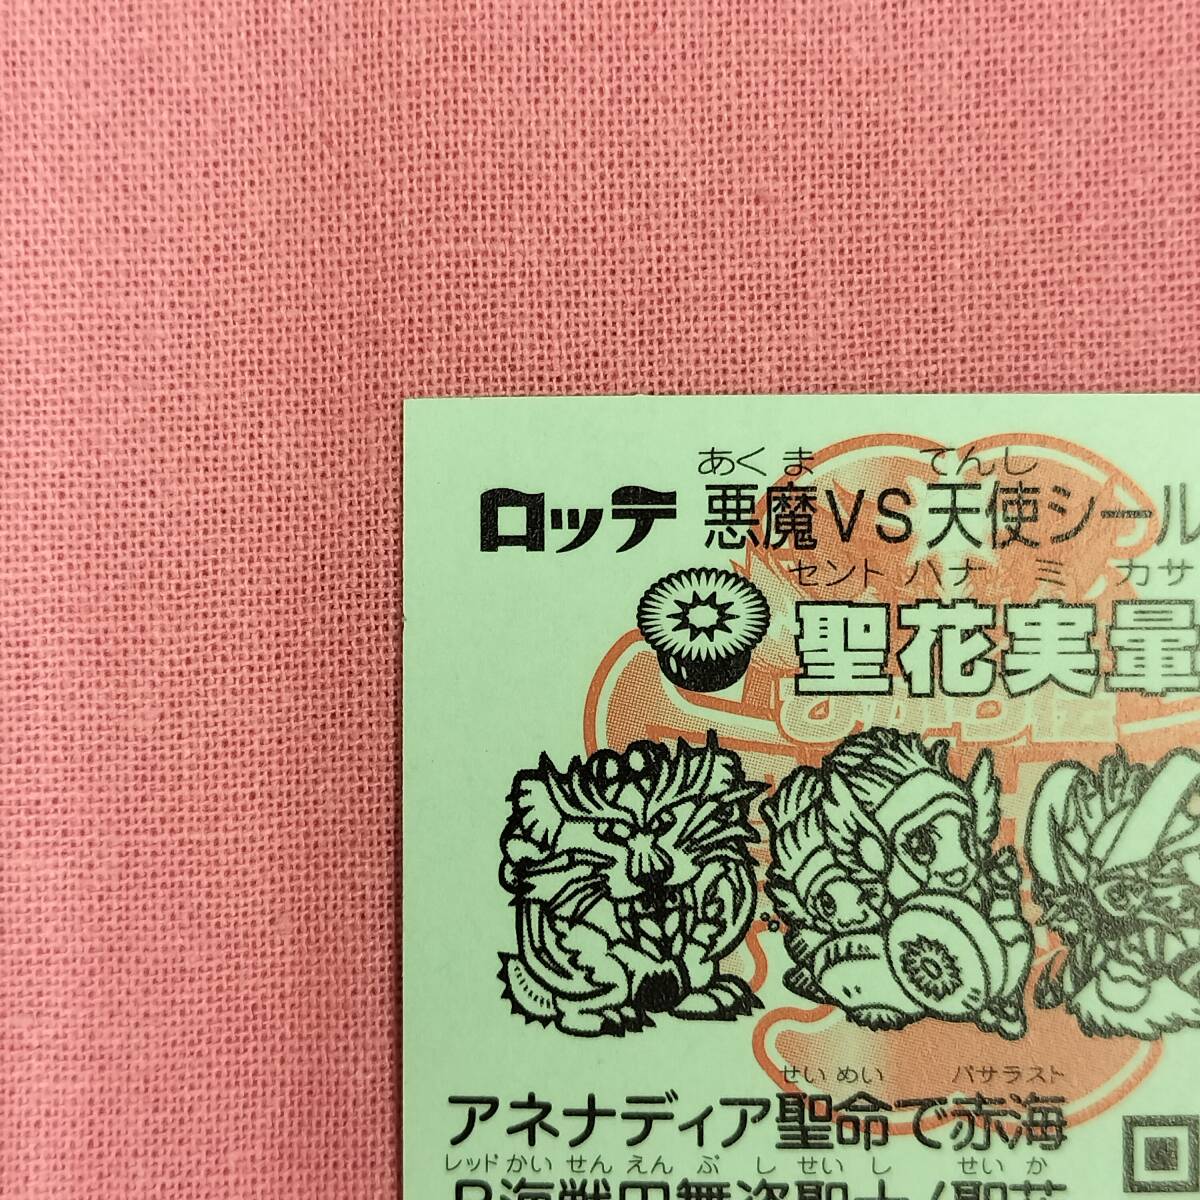 あくま てんし
ロッテ 悪魔VS天使シール
セントハナミカサ
聖花実暈
せいめい パサラスト
アネナディア聖命で赤海
レッドかいせんえんぶしせいし せいか